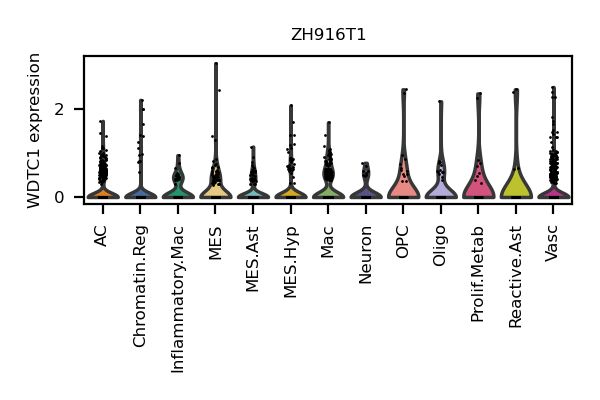 ZH916T1
WDTC1 expression
2
0
AC
Chromatin.Reg
Inflammatory.Mac
MES
MES.Ast
MES.Hyp
Mac
Neuron
OPC
Oligo
Prolif.Metab
Reactive.Ast
Vasc